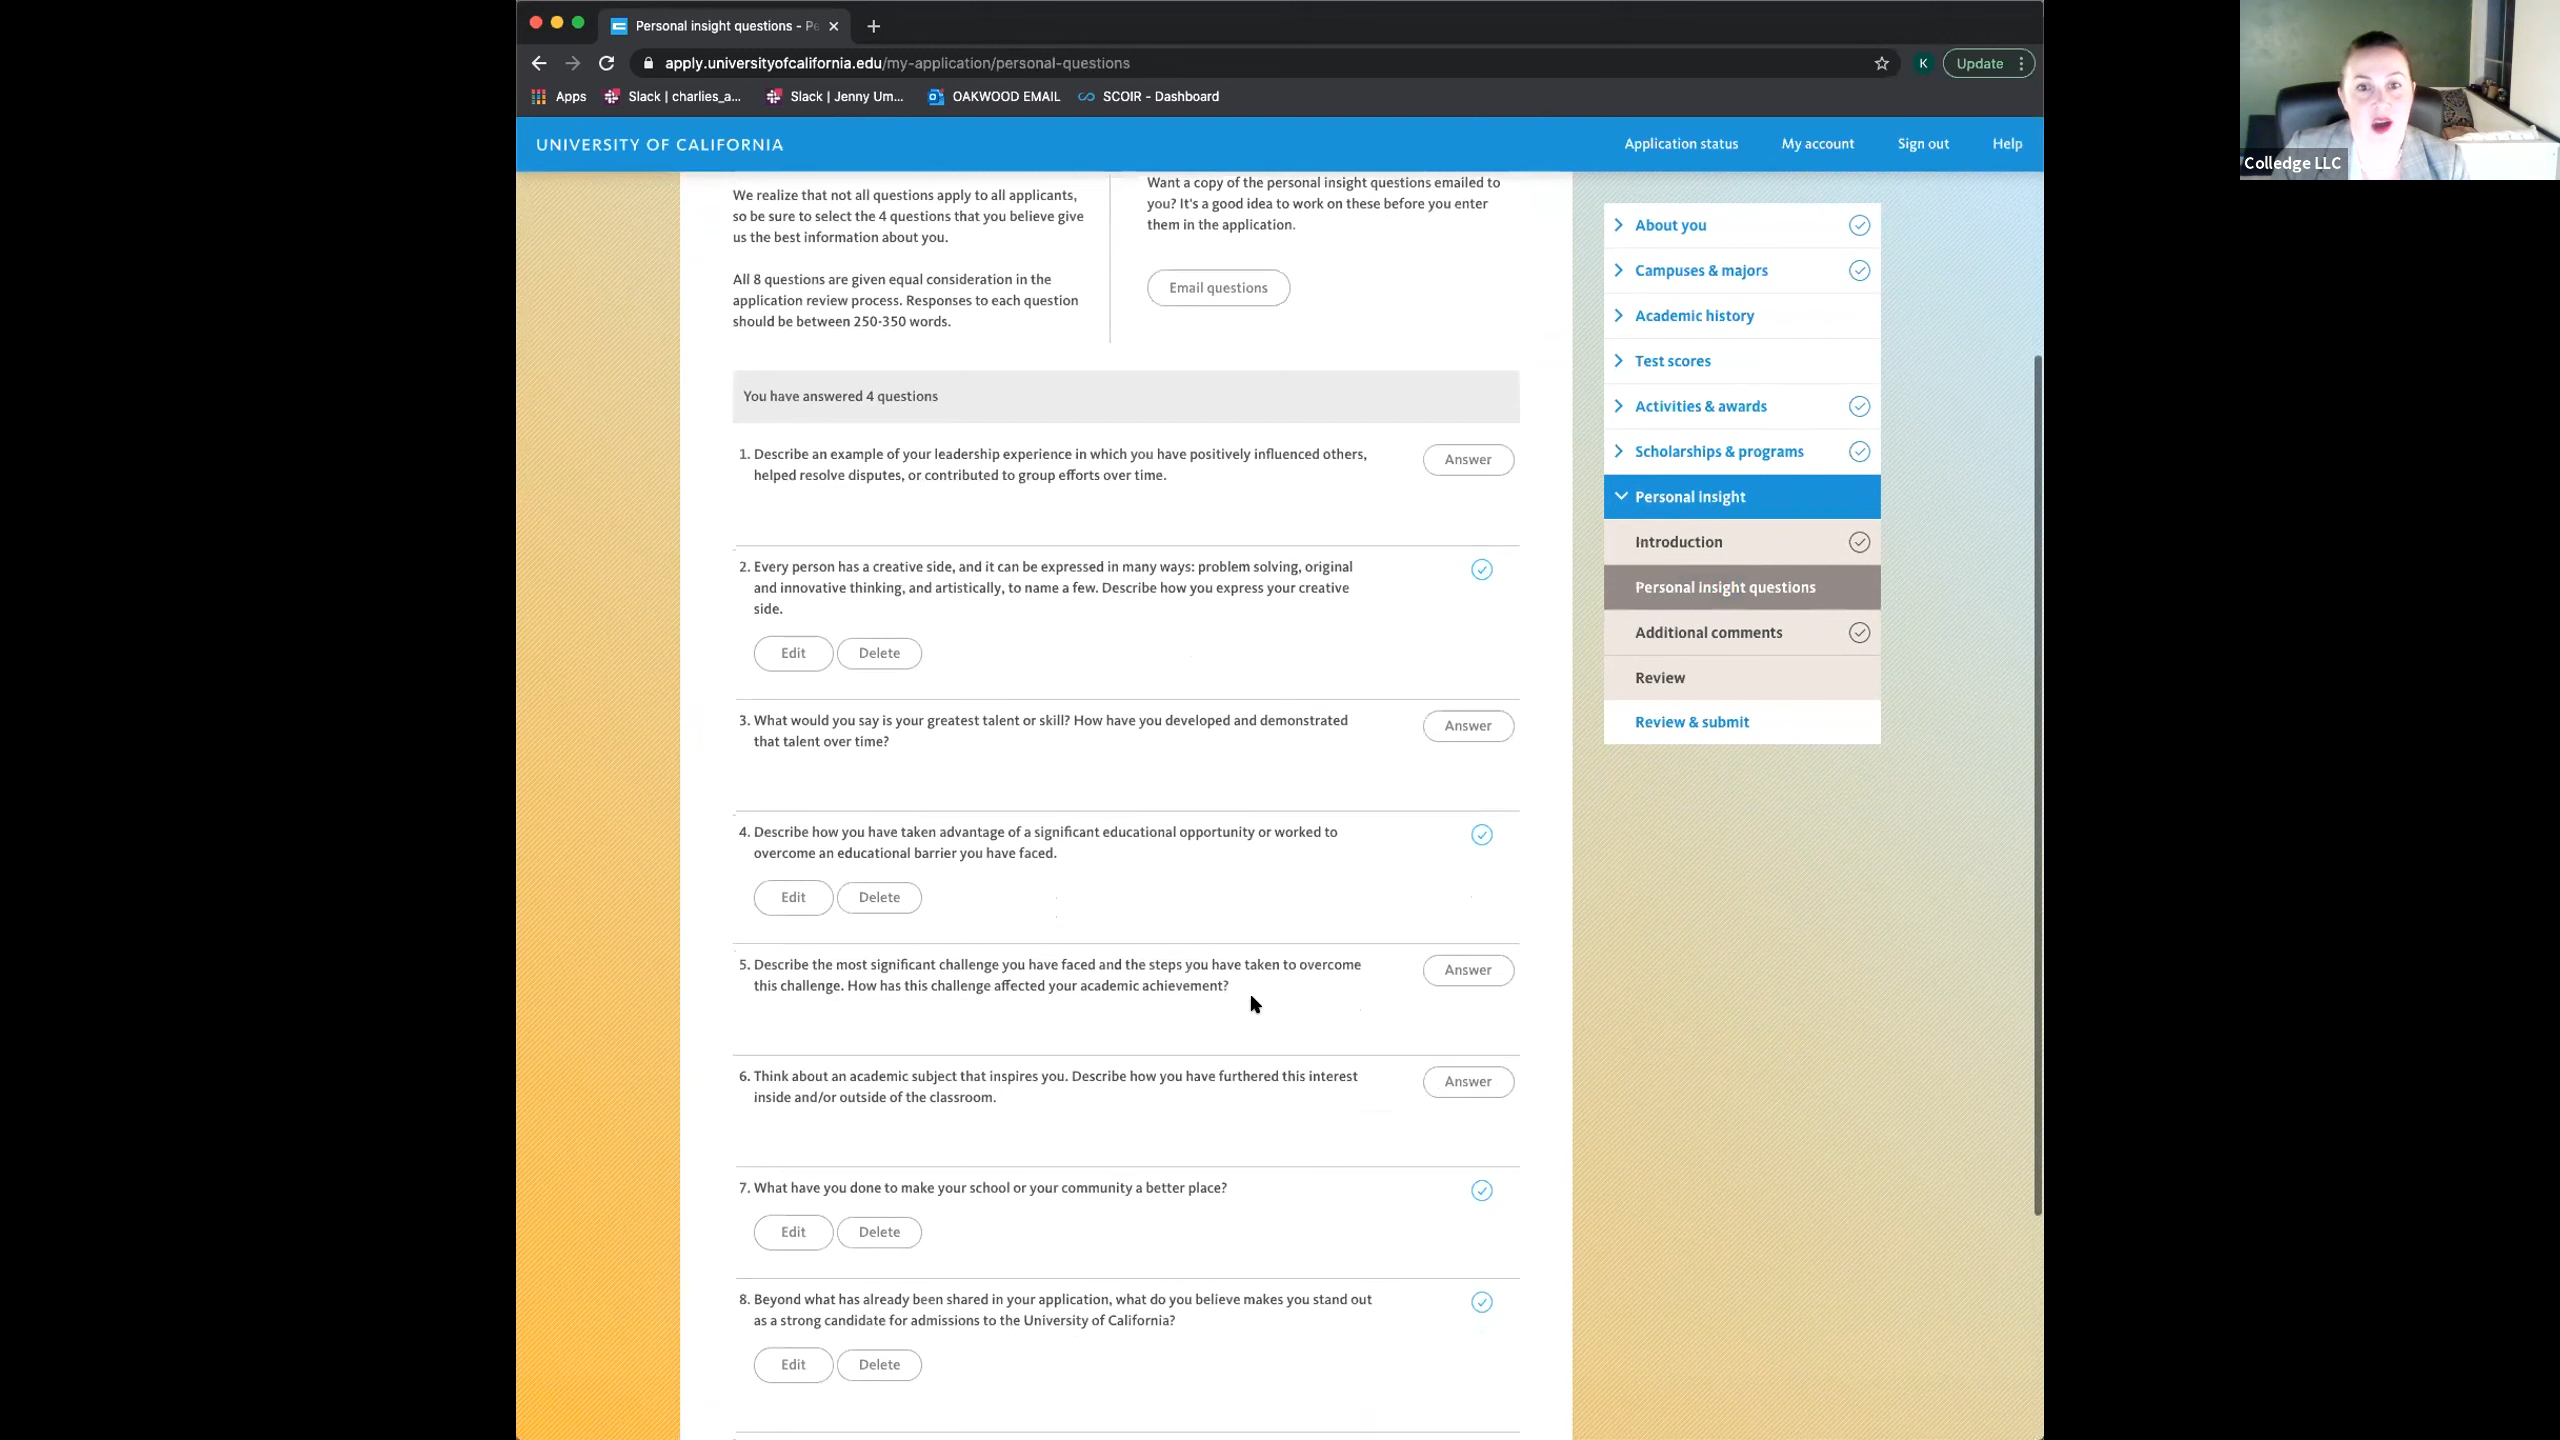 Personal insight questions - Pe
apply.universityofcalifornia.edu/my-application/personal-questions
K
Update
Apps
Slack | charlies_a...
Slack | Jenny Um...
OAKWOOD EMAIL
SCOIR - Dashboard
Colledge LLC
UNIVERSITY OF CALIFORNIA
Application status
My account
Sign out
Help
We realize that not all questions apply to all applicants,
so be sure to select the 4 questions that you believe give
us the best information about you.
All 8 questions are given equal consideration in the
application review process. Responses to each question
should be between 250-350 words.
Want a copy of the personal insight questions emailed to
you? It's a good idea to work on these before you enter
them in the application.
Email questions
You have answered 4 questions
1. Describe an example of your leadership experience in which you have positively influenced others,
helped resolve disputes, or contributed to group efforts over time.
Answer
2. Every person has a creative side, and it can be expressed in many ways: problem solving, original
and innovative thinking, and artistically, to name a few. Describe how you express your creative
side.
Edit
Delete
3. What would you say is your greatest talent or skill? How have you developed and demonstrated
that talent over time?
Answer
4. Describe how you have taken advantage of a significant educational opportunity or worked to
overcome an educational barrier you have faced.
Edit
Delete
5. Describe the most significant challenge you have faced and the steps you have taken to overcome
this challenge. How has this challenge affected your academic achievement?
Answer
6. Think about an academic subject that inspires you. Describe how you have furthered this interest
inside and/or outside of the classroom.
Answer
7. What have you done to make your school or your community a better place?
Edit
Delete
8. Beyond what has already been shared in your application, what do you believe makes you stand out
as a strong candidate for admissions to the University of California?
Edit
Delete
About you
Campuses & majors
Academic history
Test scores
Activities & awards
Scholarships & programs
Personal insight
Introduction
Personal insight questions
Additional comments
Review
Review & submit